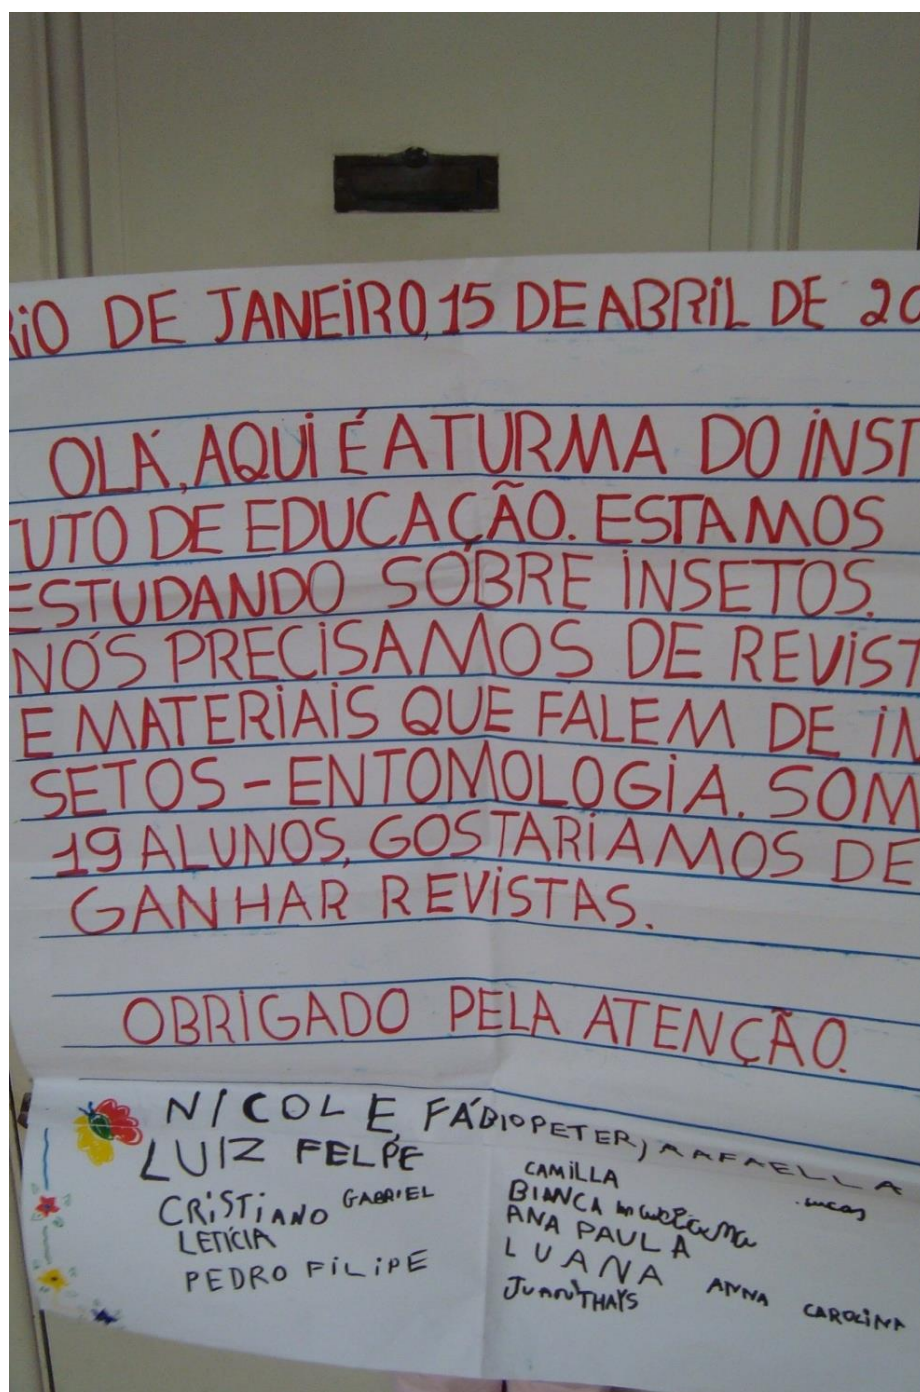 RIO DE JANEIRO, 15 DE ABRIL DE 20
OLÁ, AQUI É A TURMA DO INSTI
TUTO DE EDUCAÇÃO. ESTAMOS
ESTUDANDO SOBRE INSETOS.
NÓS PRECISAMOS DE REVIST
E MATERIAIS QUE FALEM DE IN
SETOS - ENTOMOLOGIA. SOM
19 ALUNOS, GOSTARIAMOS DE
GANHAR REVISTAS.
OBRIGADO PELA ATENÇÃO.
NICOLE FÁBIO PETER, RAFAELLA
LUIZ FELPE
CAMILLA LUCAS
CRISTIANO GABRIEL
BIANCA
LETÍCIA
ANA PAULA
PEDRO FILIPE
LUANA ANNA CAROLINA
JUAN THAYS